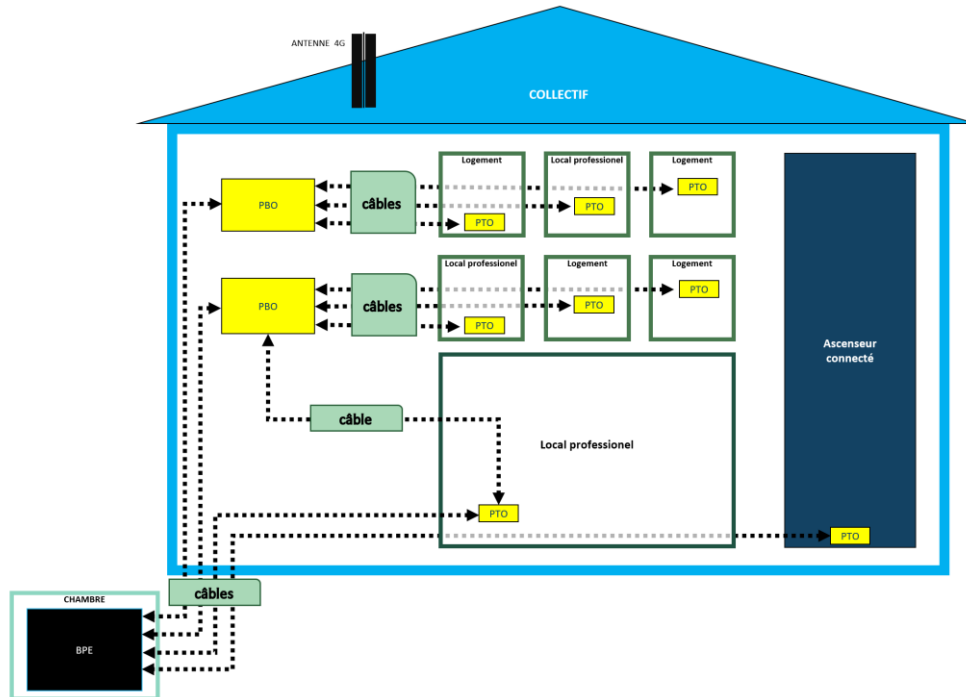 ANTENNE 4G
COLLECTIF
Logement
Local professionel
Logement
PBO
câbles
PTO
PTO
PTO
Local professionel
Logement
Logement
PBO
câbles
PTO
PTO
PTO
Ascenseur
connecté
câble
Local professionel
PTO
PTO
câbles
CHAMBRE
BPE